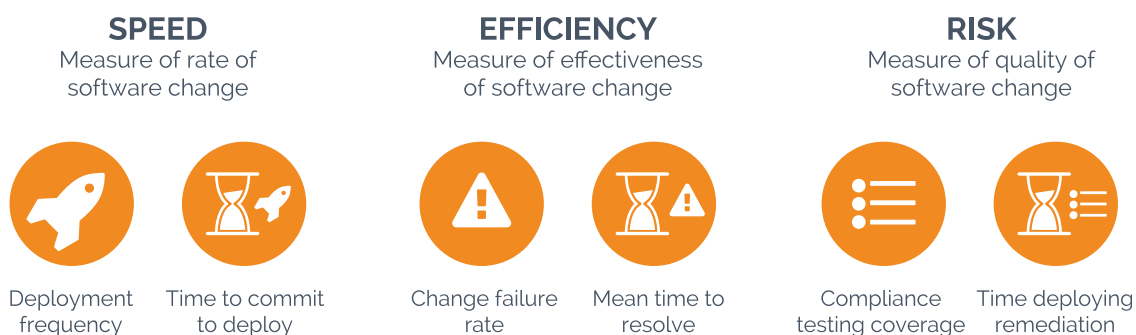 SPEED
Measure of rate of
software change
EFFICIENCY
Measure of effectiveness
of software change
RISK
Measure of quality of
software change
Deployment
frequency
Time to commit
to deploy
Change failure
rate
Mean time to
resolve
Compliance
testing coverage
Time deploying
remediation